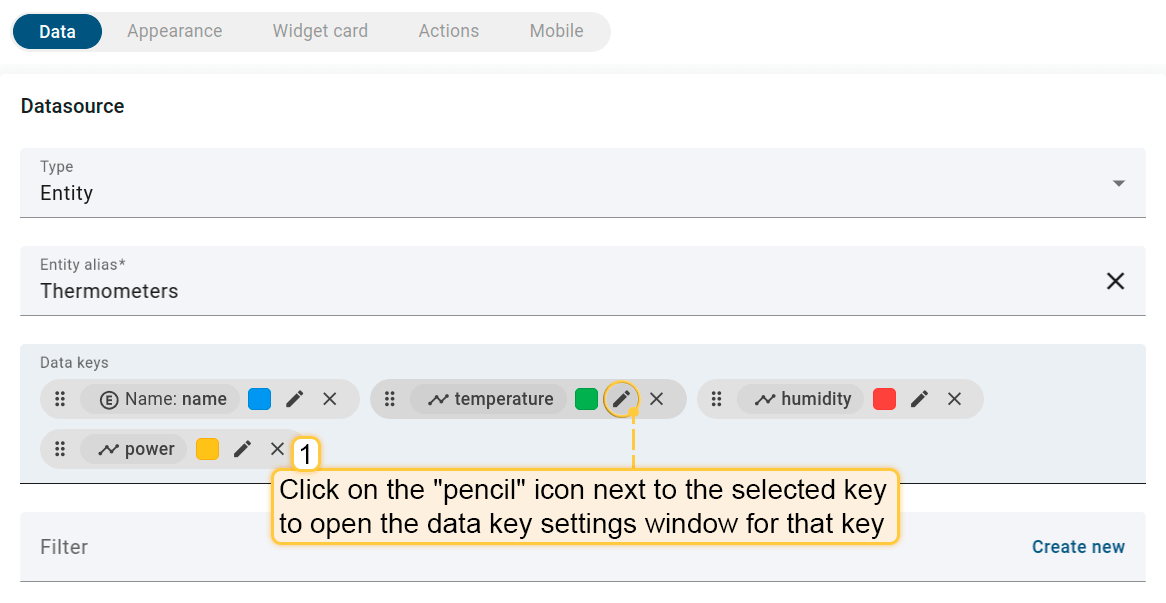 Data Appearance Widget card Actions Mobile
Datasource
Type
Entity
Entity alias*
Thermometers
Data keys
E Name: name temperature humidity
power
1
Click on the "pencil" icon next to the selected key
to open the data key settings window for that key
Filter Create new